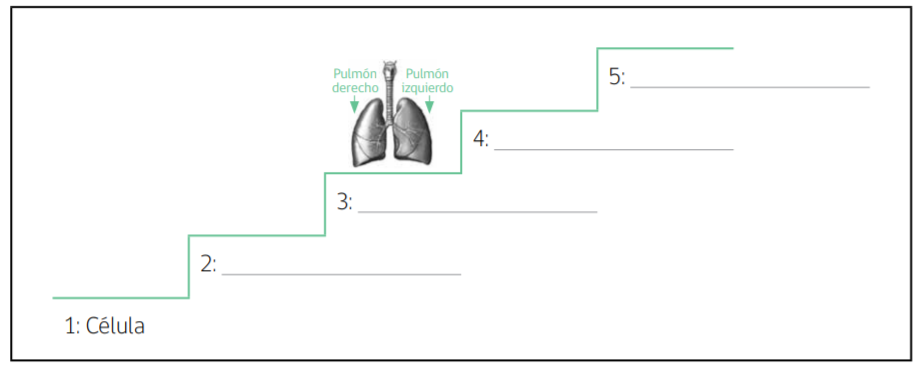 Pulmón derecho
Pulmón izquierdo
5:
4:
3:
2:
1: Célula